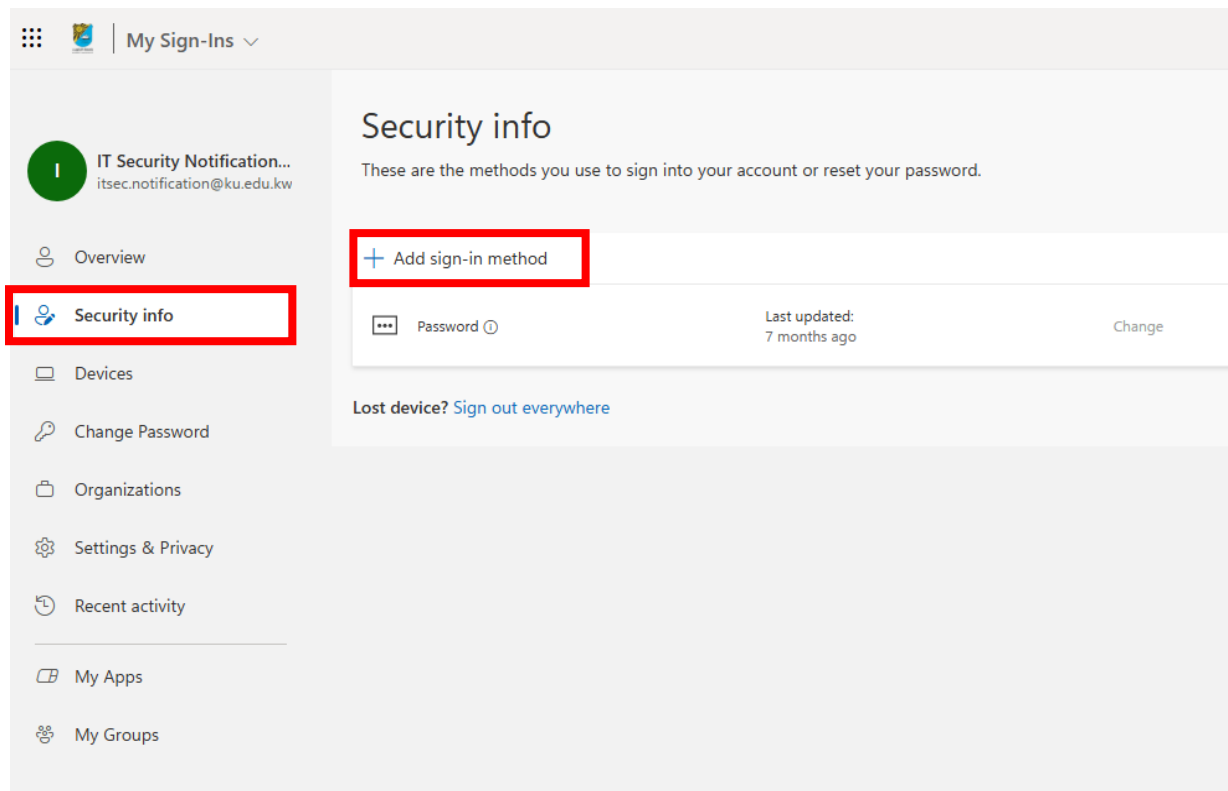 My Sign-Ins
IT Security Notification...
itsec.notification@ku.edu.kw
Overview
Security info
Devices
Change Password
Organizations
Settings & Privacy
Recent activity
My Apps
My Groups
Security info
These are the methods you use to sign into your account or reset your password.
Add sign-in method
Password
Last updated:
7 months ago
Change
Lost device? Sign out everywhere
I